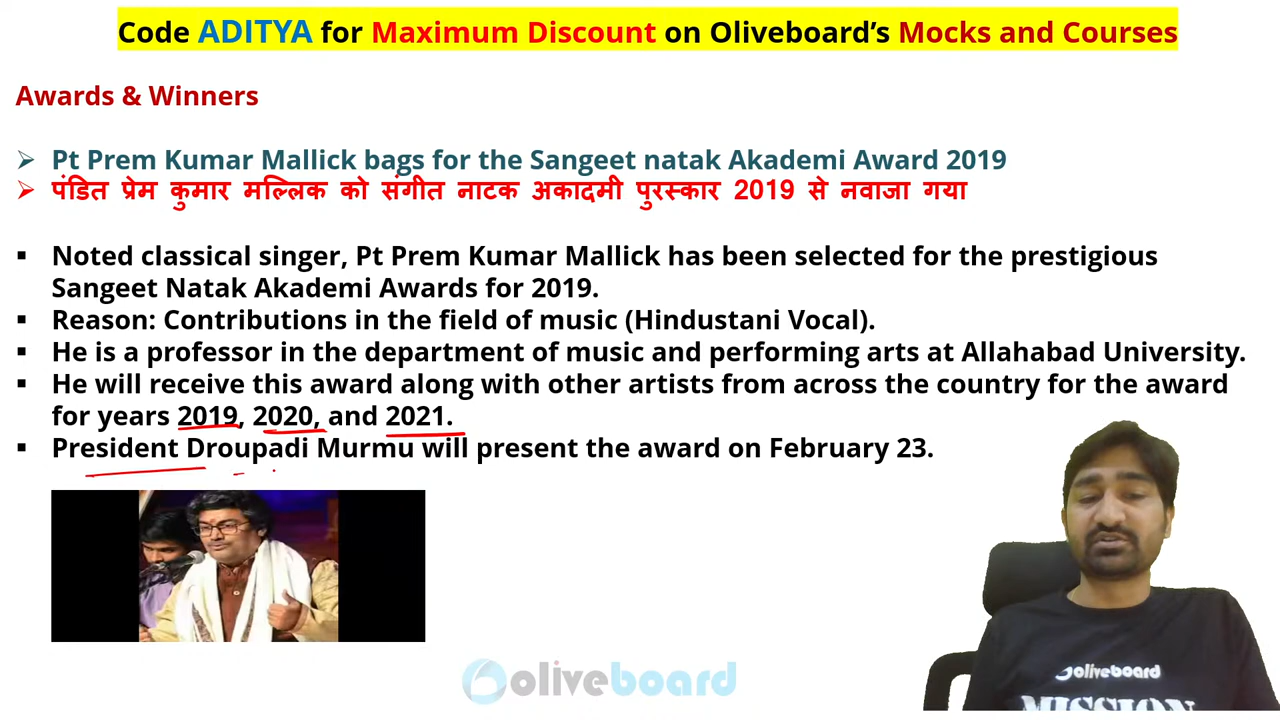 Code ADITYA for Maximum Discount on Oliveboard’s Mocks and Courses
Awards & Winners
➢ Pt Prem Kumar Mallick bags for the Sangeet natak Akademi Award 2019
➢ पंडित प्रेम कुमार मल्लिक को संगीत नाटक अकादमी पुरस्कार 2019 से नवाजा गया
▪ Noted classical singer, Pt Prem Kumar Mallick has been selected for the prestigious
Sangeet Natak Akademi Awards for 2019.
▪ Reason: Contributions in the field of music (Hindustani Vocal).
▪ He is a professor in the department of music and performing arts at Allahabad University.
▪ He will receive this award along with other artists from across the country for the award
for years 2019, 2020, and 2021.
▪ President Droupadi Murmu will present the award on February 23.
oliveboard
oliveboard
MISSION